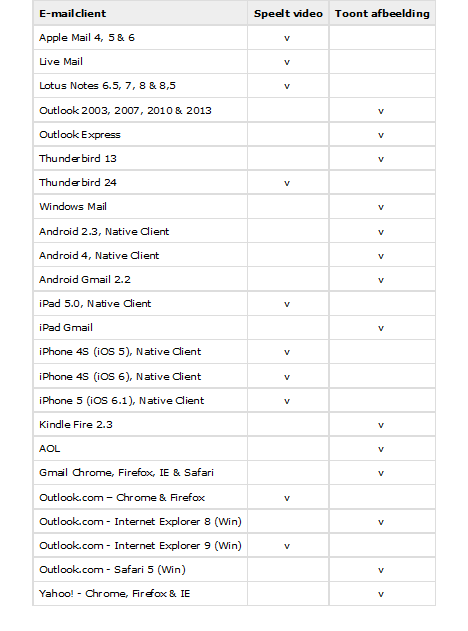 E-mailclient Speelt video Toont afbeelding
Apple Mail 4, 5 & 6 v
Live Mail v
Lotus Notes 6.5, 7, 8 & 8,5 v
Outlook 2003, 2007, 2010 & 2013 v
Outlook Express v
Thunderbird 13 v
Thunderbird 24 v
Windows Mail v
Android 2.3, Native Client v
Android 4, Native Client v
Android Gmail 2.2 v
iPad 5.0, Native Client v
iPad Gmail v
iPhone 4S (iOS 5), Native Client v
iPhone 4S (iOS 6), Native Client v
iPhone 5 (iOS 6.1), Native Client v
Kindle Fire 2.3 v
AOL v
Gmail Chrome, Firefox, IE & Safari v
Outlook.com – Chrome & Firefox v
Outlook.com - Internet Explorer 8 (Win) v
Outlook.com - Internet Explorer 9 (Win) v
Outlook.com - Safari 5 (Win) v
Yahoo! - Chrome, Firefox & IE v